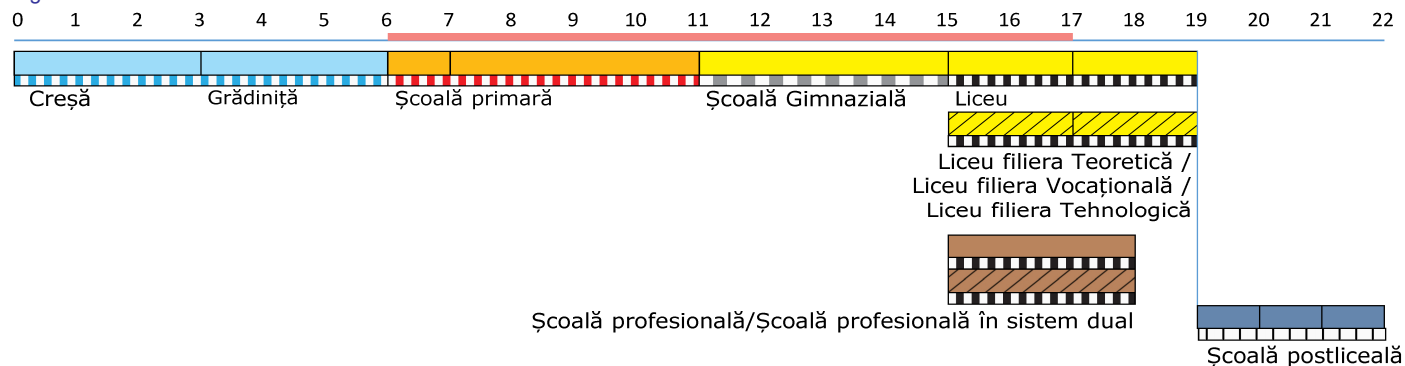 0 1 2 3 4 5 6 7 8 9 10 11 12 13 14 15 16 17 18 19 20 21 22
Creșă Grădiniță Școală primară Școală Gimnazială Liceu
Liceu filiera Teoretică /
Liceu filiera Vocațională /
Liceu filiera Tehnologică
Școală profesională/Școală profesională în sistem dual
Școală postliceală